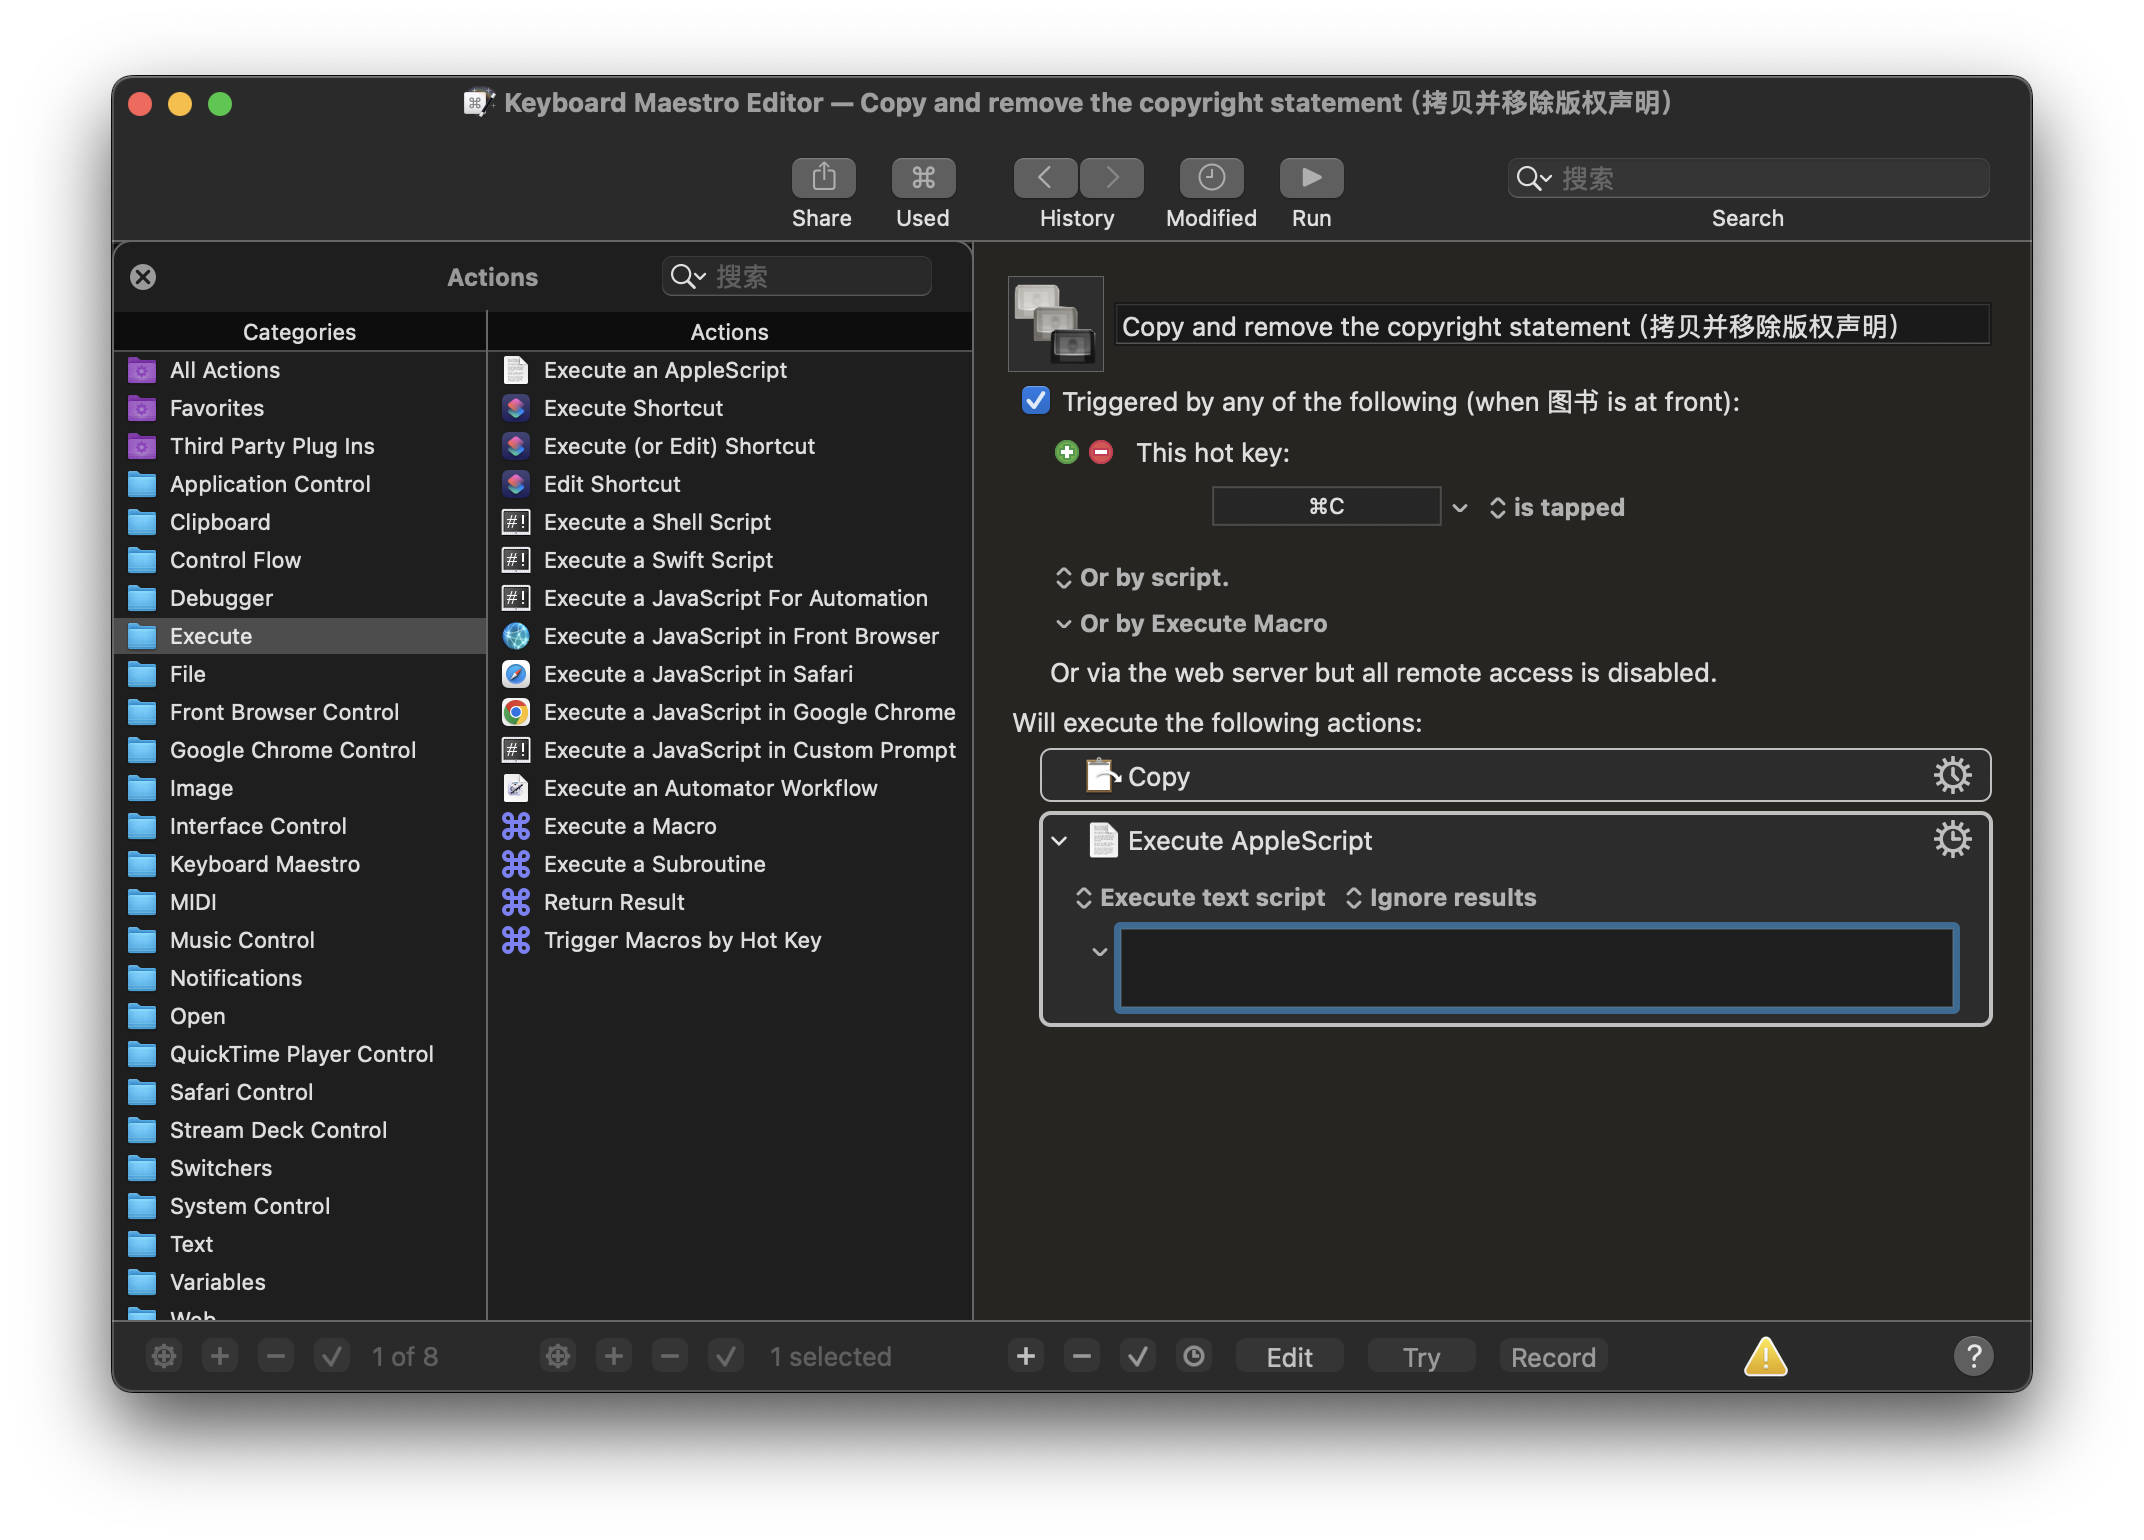 Keyboard Maestro Editor — Copy and remove the copyright statement (拷贝并移除版权声明)
Share
Used
History
Modified
Run
搜索
Search
Actions
搜索
Categories
All Actions
Favorites
Third Party Plug Ins
Application Control
Clipboard
Control Flow
Debugger
Execute
File
Front Browser Control
Google Chrome Control
Image
Interface Control
Keyboard Maestro
MIDI
Music Control
Notifications
Open
QuickTime Player Control
Safari Control
Stream Deck Control
Switchers
System Control
Text
Variables
Web
Actions
Execute an AppleScript
Execute Shortcut
Execute (or Edit) Shortcut
Edit Shortcut
Execute a Shell Script
Execute a Swift Script
Execute a JavaScript For Automation
Execute a JavaScript in Front Browser
Execute a JavaScript in Safari
Execute a JavaScript in Google Chrome
Execute a JavaScript in Custom Prompt
Execute an Automator Workflow
Execute a Macro
Execute a Subroutine
Return Result
Trigger Macros by Hot Key
Copy and remove the copyright statement (拷贝并移除版权声明)
Triggered by any of the following (when 图书 is at front):
This hot key:
⌘C
is tapped
Or by script.
Or by Execute Macro
Or via the web server but all remote access is disabled.
Will execute the following actions:
Copy
Execute AppleScript
Execute text script
Ignore results
1 of 8
1 selected
Edit
Try
Record
?